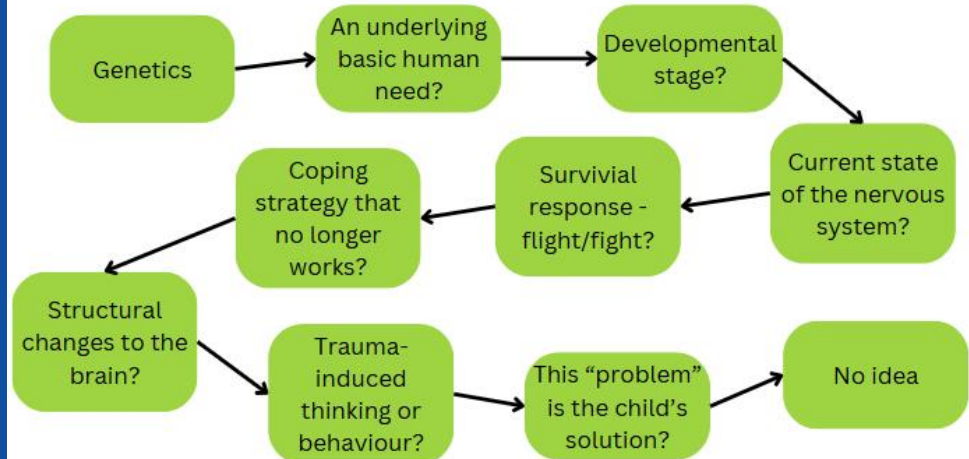 Genetics
An underlying
basic human
need?
Developmental
stage?
Current state
of the nervous
system?
Survivial
response -
flight/fight?
Coping
strategy that
no longer
works?
Structural
changes to the
brain?
Trauma-
induced
thinking or
behaviour?
This “problem”
is the child’s
solution?
No idea